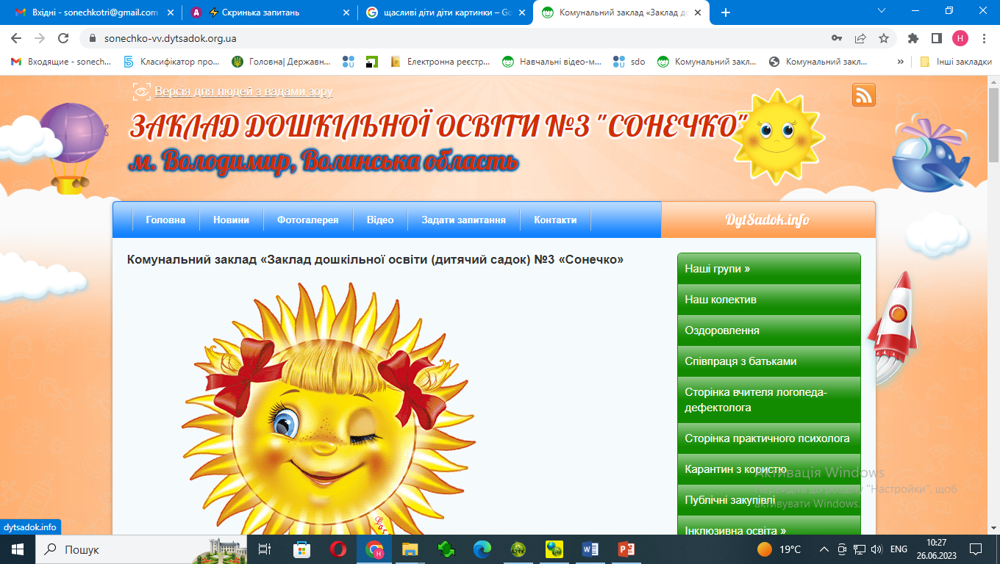 Вхідні - sonechkotri@gmail.com
⚡ Скринька запитань
щасливі діти діти картинки – Go
Комунальний заклад «Заклад до
sonechko-vv.dytsadok.org.ua
Входящие - sonech...
Класифікатор про...
Головна| Державн...
Електронна реєстр...
Навчальні відео-м...
sdo
Комунальний закл...
Комунальний закл...
»
Інші закладки
Версія для людей з вадами зору
ЗАКЛАД ДОШКІЛЬНОЇ ОСВІТИ №3 "СОНЕЧКО"
м. Володимир, Волинська область
Головна
Новини
Фотогалерея
Відео
Задати запитання
Контакти
DytSadok.info
Комунальний заклад «Заклад дошкільної освіти (дитячий садок) №3 «Сонечко»
Наші групи »
Наш колектив
Оздоровлення
Співпраця з батьками
Сторінка вчителя логопеда-
дефектолога
Сторінка практичного психолога
Карантин з користю
Публічні закупівлі
Інклюзивна освіта »
Активація Windows
Перейдіть до розділу "Настройки", щоб
активувати Windows.
dytsadok.info
Пошук
19°C
ENG
10:27
26.06.2023